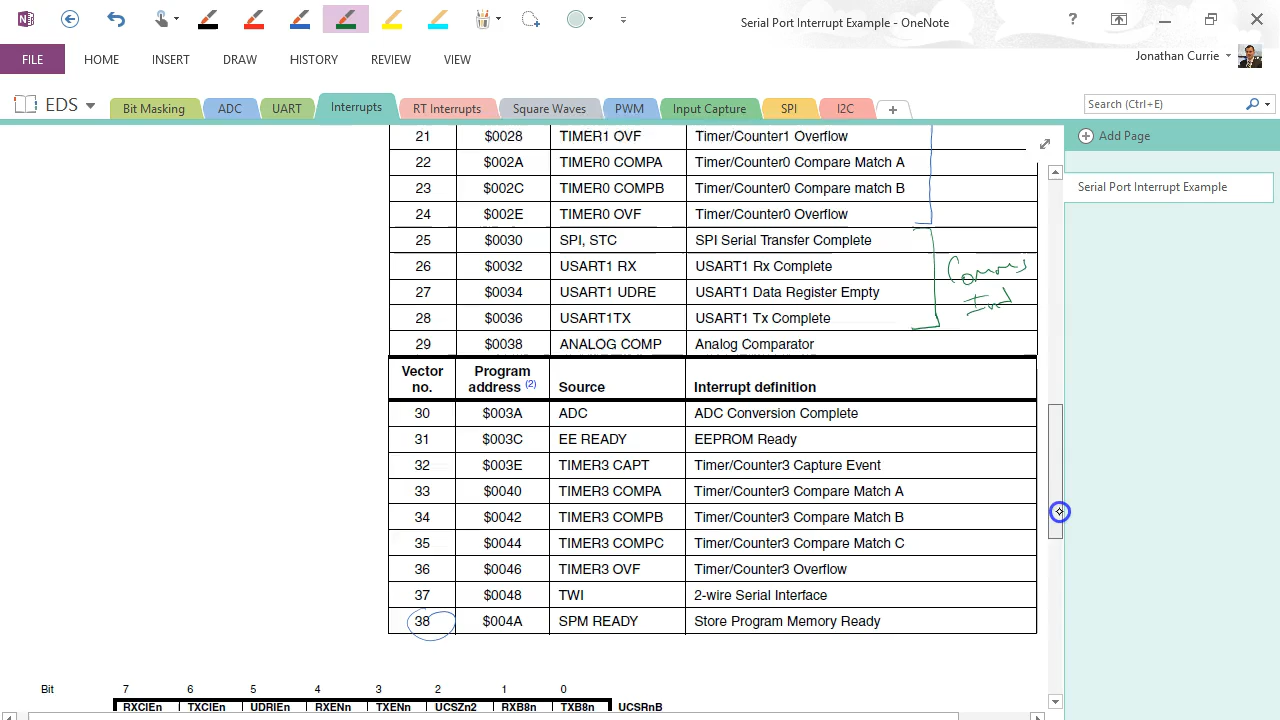 Serial Port Interrupt Example - OneNote
?
Jonathan Currie
FILE HOME INSERT DRAW HISTORY REVIEW VIEW
EDS Bit Masking ADC UART Interrupts RT Interrupts Square Waves PWM Input Capture SPI I2C + Search (Ctrl+E)
Add Page
Serial Port Interrupt Example
21 $0028 TIMER1 OVF Timer/Counter1 Overflow
22 $002A TIMER0 COMPA Timer/Counter0 Compare Match A
23 $002C TIMER0 COMPB Timer/Counter0 Compare match B
24 $002E TIMER0 OVF Timer/Counter0 Overflow
25 $0030 SPI, STC SPI Serial Transfer Complete
26 $0032 USART1 RX USART1 Rx Complete
27 $0034 USART1 UDRE USART1 Data Register Empty
28 $0036 USART1TX USART1 Tx Complete
Comms
29 $0038 ANALOG COMP Analog Comparator
Vector no. Program address (2) Source Interrupt definition
30 $003A ADC ADC Conversion Complete
31 $003C EE READY EEPROM Ready
32 $003E TIMER3 CAPT Timer/Counter3 Capture Event
33 $0040 TIMER3 COMPA Timer/Counter3 Compare Match A
34 $0042 TIMER3 COMPB Timer/Counter3 Compare Match B
35 $0044 TIMER3 COMPC Timer/Counter3 Compare Match C
36 $0046 TIMER3 OVF Timer/Counter3 Overflow
37 $0048 TWI 2-wire Serial Interface
38 $004A SPM READY Store Program Memory Ready
Bit 7 6 5 4 3 2 1 0
RXCIEn TXCIEn UDRIEn RXENn TXENn UCSZn2 RXB8n TXB8n UCSRnB